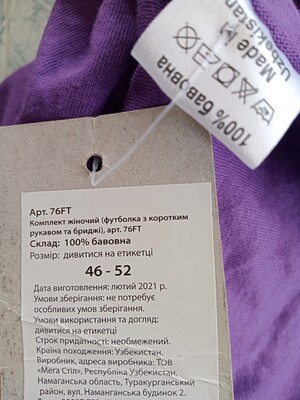 Made in
Uzbekistan
100% бавовна
Арт. 76FT
Комплект жіночий (футболка з коротким
рукавом та бриджі), арт. 76FT
Склад: 100% бавовна
Розмір: дивитися на етикетці
46 - 52
Дата виготовлення: лютий 2021 р.
Умови зберігання: не потребує
особливих умов зберігання.
Умови використання та догляд:
дивитися на етикетці
Строк придатності: необмежений.
Країна походження: Узбекистан.
Виробник, адреса виробника: ТОВ
«Мега Стіл», Республіка Узбекистан,
Наманганська область, Туракурганський
район, вул. Наманганська будинок 2.